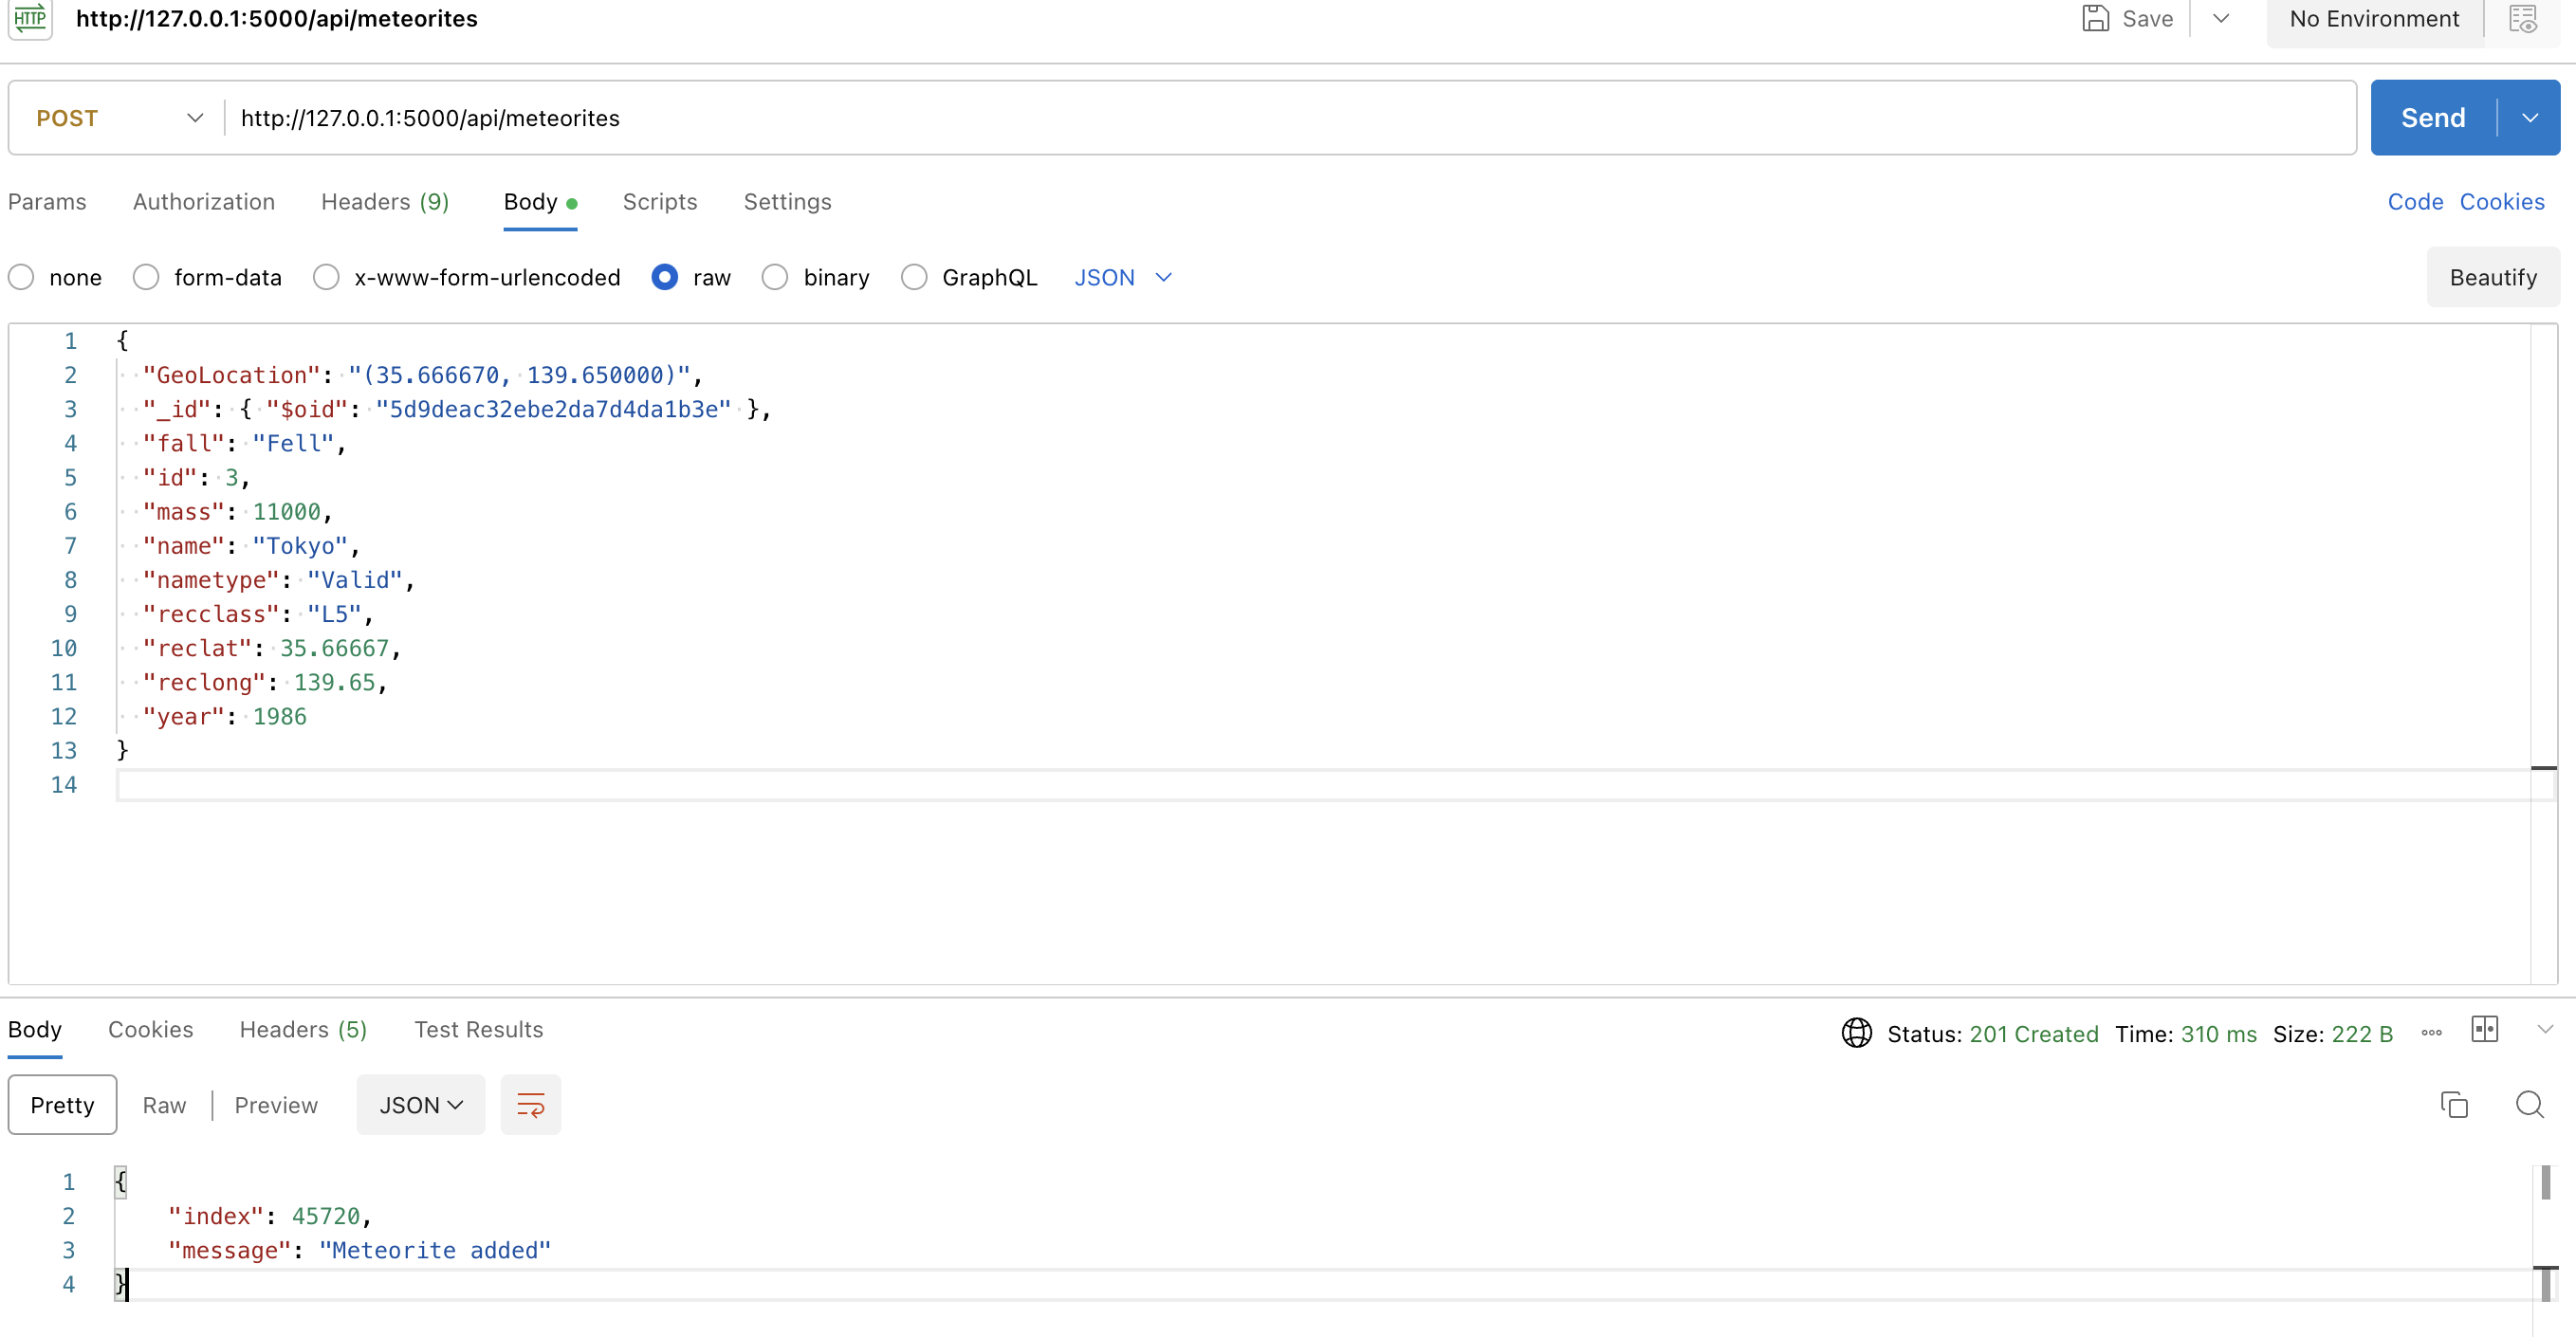 HTTP http://127.0.0.1:5000/api/meteorites Save No Environment
POST http://127.0.0.1:5000/api/meteorites Send
Params Authorization Headers (9) Body Scripts Settings Code Cookies
none form-data x-www-form-urlencoded raw binary GraphQL JSON Beautify
1 {
2 "GeoLocation": "(35.666670, 139.650000)",
3 "_id": { "$oid": "5d9deac32ebe2da7d4da1b3e" },
4 "fall": "Fell",
5 "id": 3,
6 "mass": 11000,
7 "name": "Tokyo",
8 "nametype": "Valid",
9 "recclass": "L5",
10 "reclat": 35.66667,
11 "reclong": 139.65,
12 "year": 1986
13 }
14
Body Cookies Headers (5) Test Results Status: 201 Created Time: 310 ms Size: 222 B
Pretty Raw Preview JSON
1 {
2 "index": 45720,
3 "message": "Meteorite added"
4 }